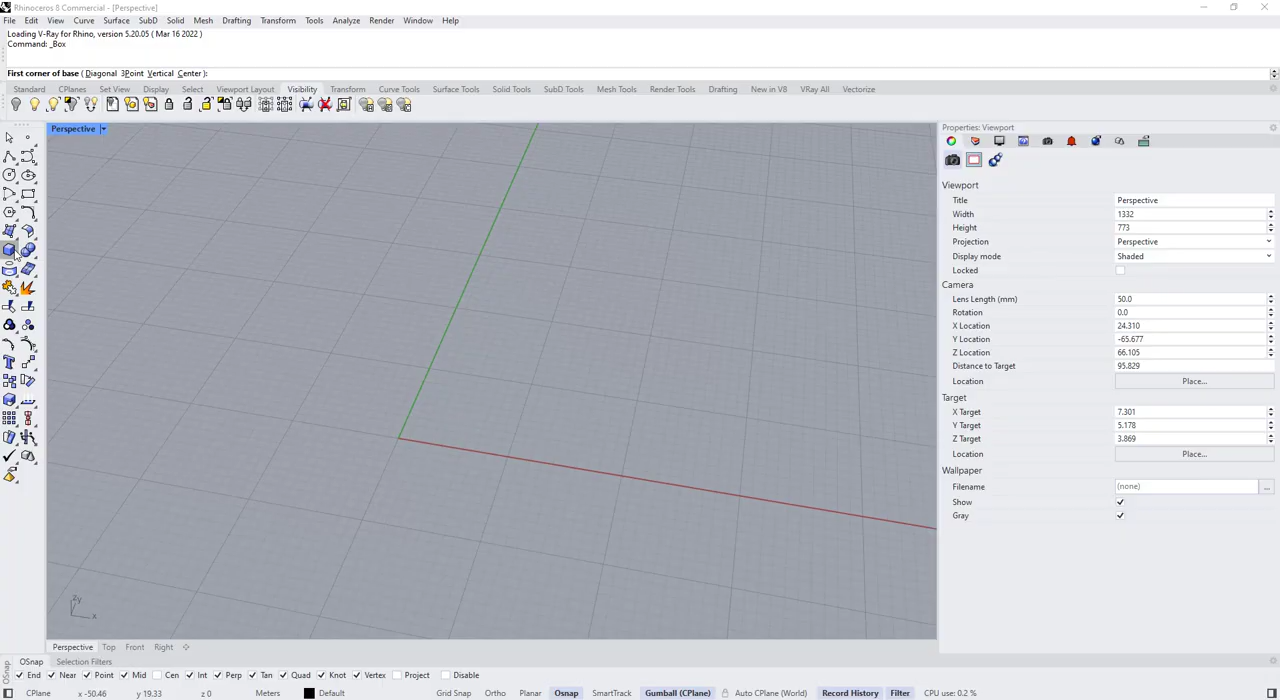 Rhinoceros 8 Commercial - [Perspective]
File Edit View Curve Surface SubD Solid Mesh Drafting Transform Tools Analyze Render Window Help
Loading V-Ray for Rhino, version 5.20.05 ( Mar 16 2022 )
Command: _Box
First corner of base ( Diagonal 3Point Vertical Center ):
Standard CPlanes Set View Display Select Viewport Layout Visibility Transform Curve Tools Surface Tools Solid Tools SubD Tools Mesh Tools Render Tools Drafting New in V8 VRay All Vectorize
Perspective
Properties: Viewport
Viewport
Title Perspective
Width 1332
Height 773
Projection Perspective
Display mode Shaded
Locked
Camera
Lens Length (mm) 50.0
Rotation 0.0
X Location 24.310
Y Location -65.677
Z Location 66.105
Distance to Target 95.829
Location Place...
Target
X Target 7.301
Y Target 5.178
Z Target 3.869
Location Place...
Wallpaper
Filename (none) ...
Show
Gray
z y
x
Perspective Top Front Right
OSnap Selection Filters
OSnap
End Near Point Mid Cen Int Perp Tan Quad Knot Vertex Project Disable
CPlane x -50.46 y 19.33 z 0 Meters Default Grid Snap Ortho Planar Osnap SmartTrack Gumball (CPlane) Auto CPlane (World) Record History Filter CPU use: 0.2 %